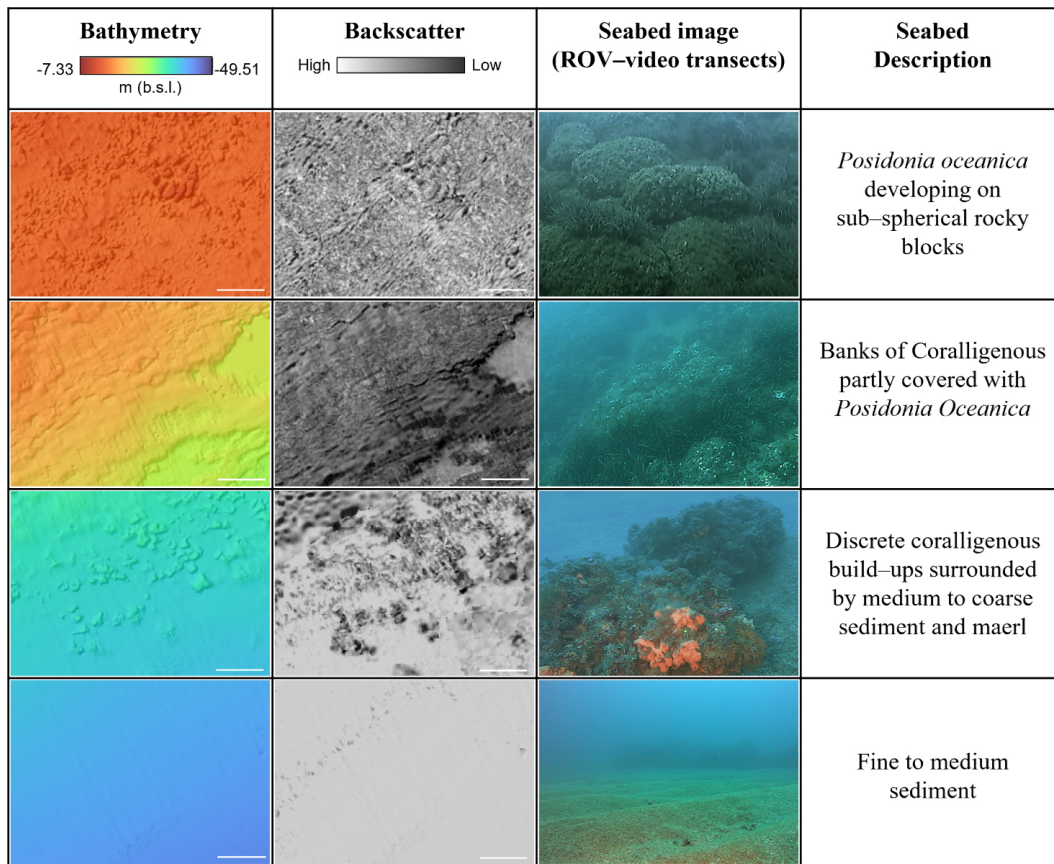 Bathymetry
-7.33
-49.51
m (b.s.l.)
Backscatter
High
Low
Seabed image
(ROV–video transects)
Seabed
Description
Posidonia oceanica
developing on
sub–spherical rocky
blocks
Banks of Coralligenous
partly covered with
Posidonia Oceanica
Discrete coralligenous
build–ups surrounded
by medium to coarse
sediment and maerl
Fine to medium
sediment